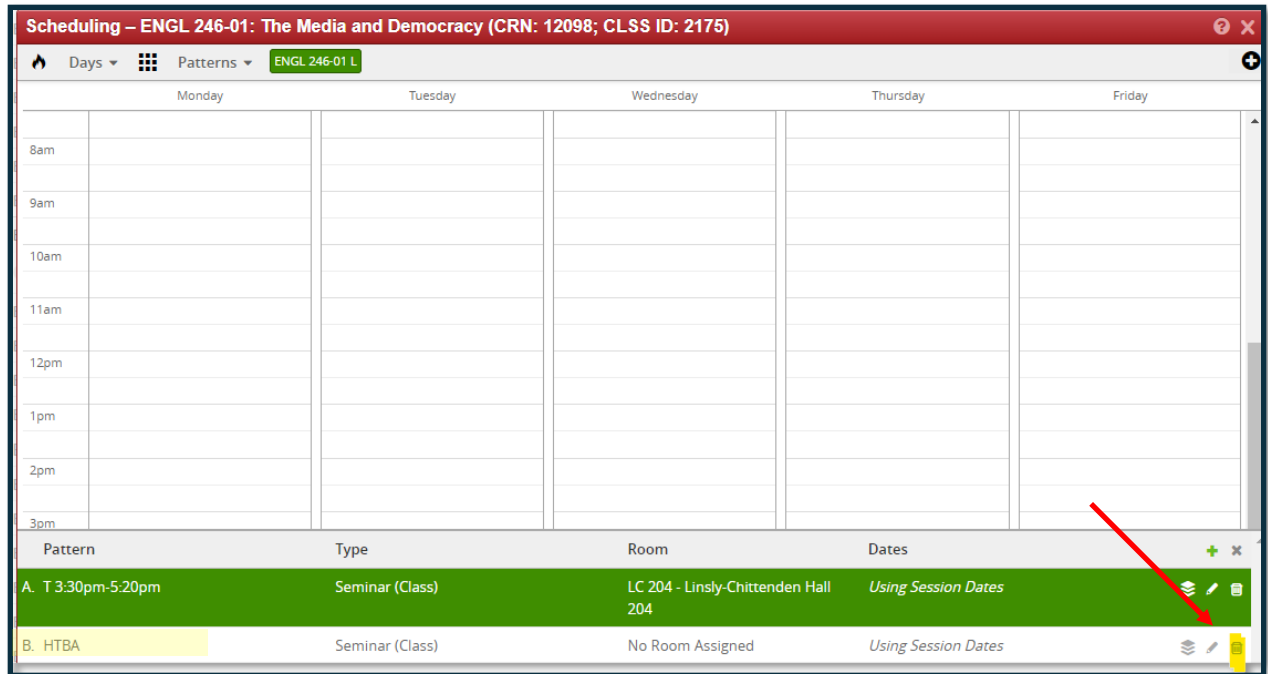 Scheduling – ENGL 246-01: The Media and Democracy (CRN: 12098; CLSS ID: 2175)
Days Patterns ENGL 246-01 L
Monday Tuesday Wednesday Thursday Friday
8am
9am
10am
11am
12pm
1pm
2pm
3pm
Pattern Type Room Dates
A. T 3:30pm-5:20pm Seminar (Class) LC 204 - Linsly-Chittenden Hall 204 Using Session Dates
B. HTBA Seminar (Class) No Room Assigned Using Session Dates